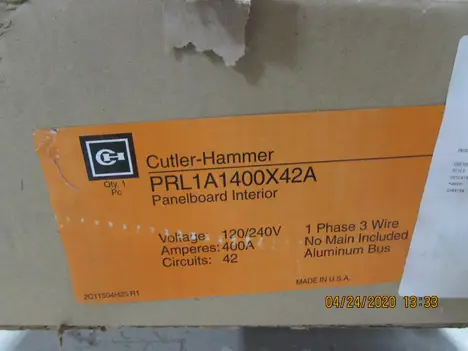 Cutler-Hammer
Qty. 1
Pc
PRL1A1400X42A
Panelboard Interior
Voltage: 120/240V
Amperes: 400A
Circuits: 42
1 Phase 3 Wire
No Main Included
Aluminum Bus
MADE IN U.S.A.
04/24/2020 13:33